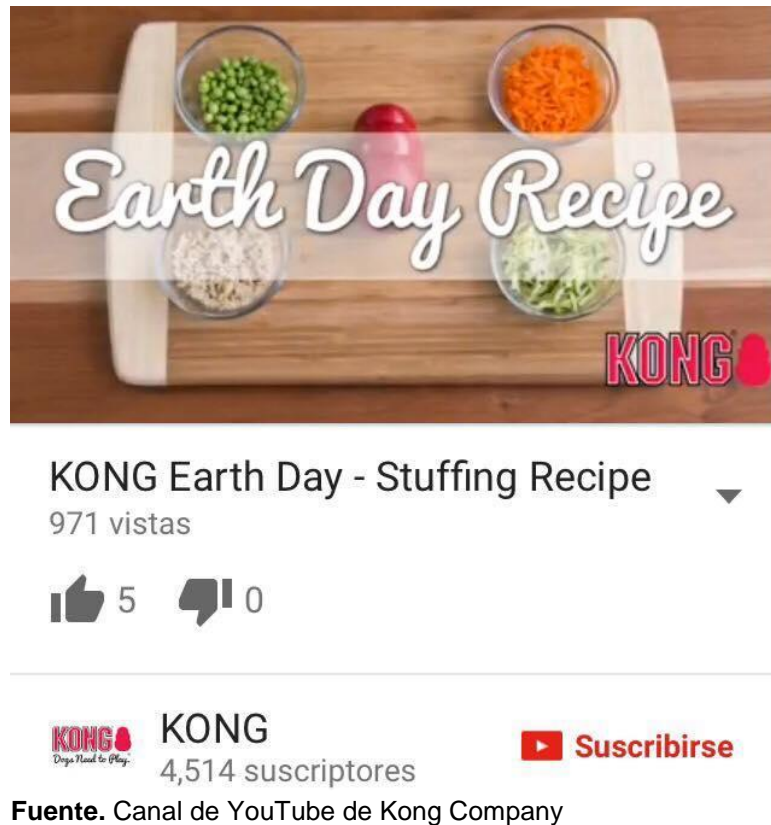 Earth Day Recipe
KONG
KONG Earth Day - Stuffing Recipe
971 vistas
5 0
KONG
Dogs Need to Play.
KONG
4,514 suscriptores
Suscribirse
Fuente. Canal de YouTube de Kong Company